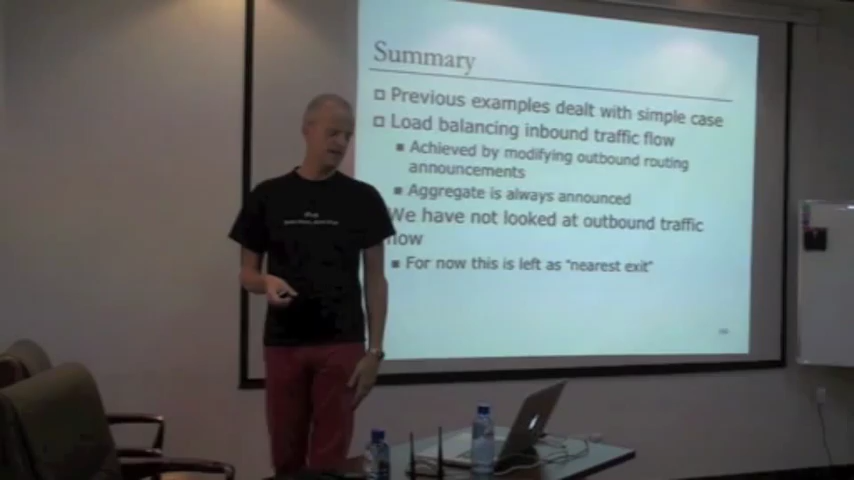 Summary
Previous examples dealt with simple case
Load balancing inbound traffic flow
Achieved by modifying outbound routing
announcements
Aggregate is always announced
We have not looked at outbound traffic
flow
For now this is left as “nearest exit”